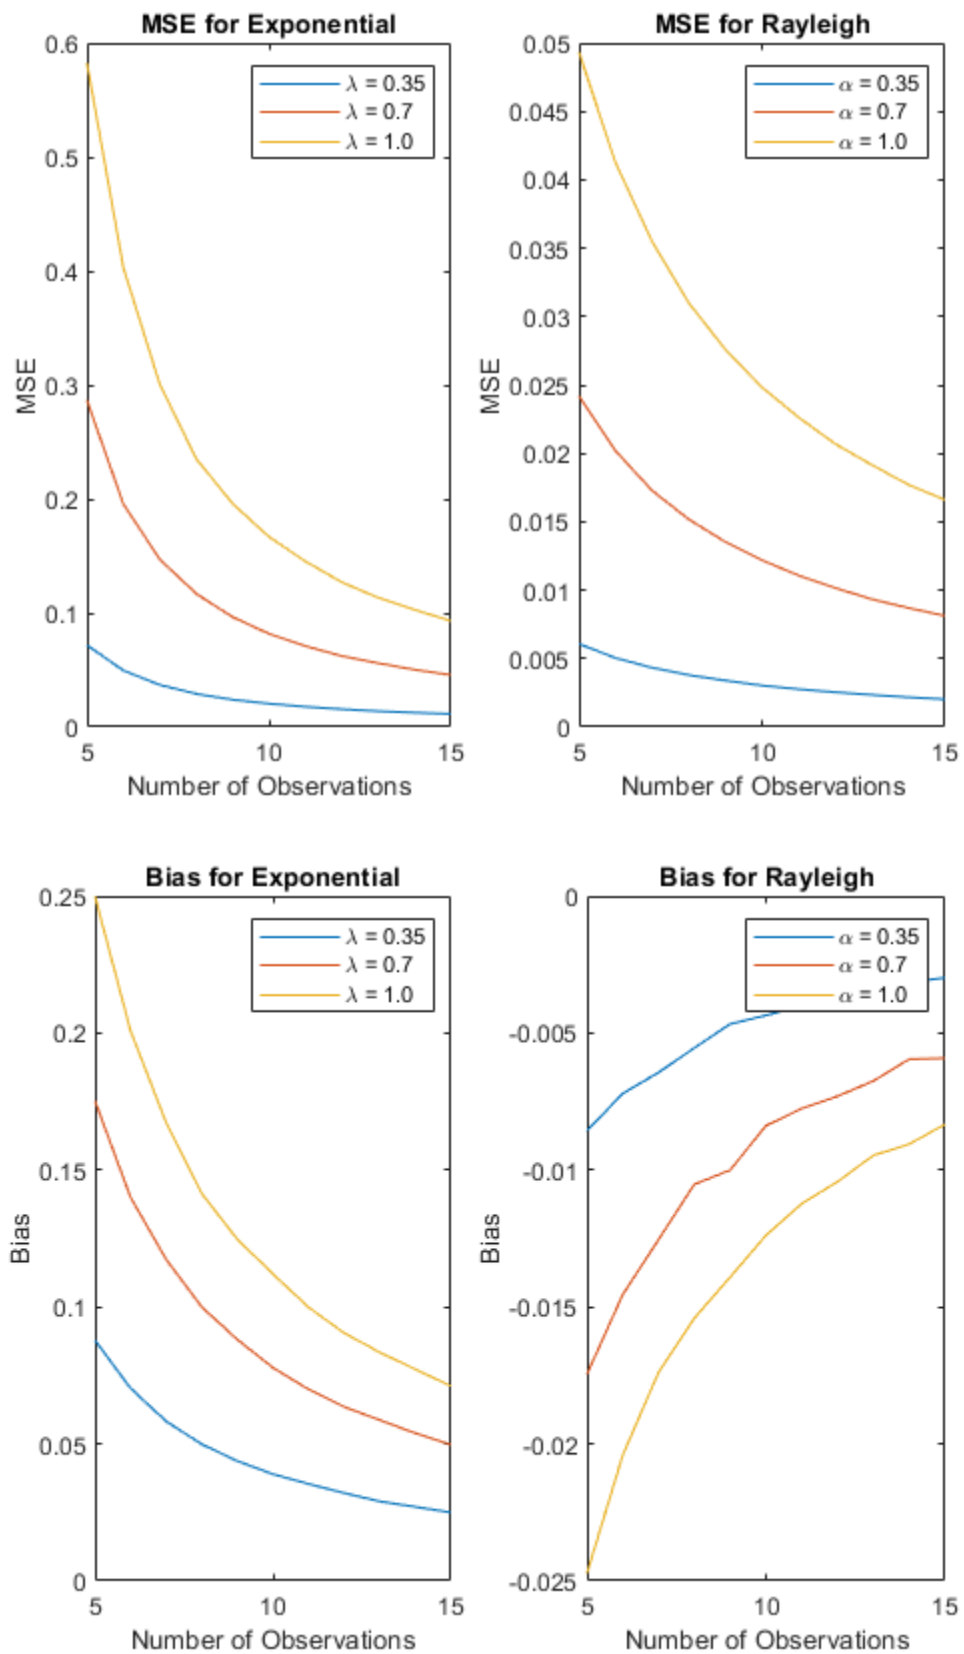 MSE for Exponential
0.6
0.5
0.4
0.3
0.2
0.1
0
MSE
λ = 0.35
λ = 0.7
λ = 1.0
5 10 15
Number of Observations
MSE for Rayleigh
0.05
0.045
0.04
0.035
0.03
0.025
0.02
0.015
0.01
0.005
0
MSE
α = 0.35
α = 0.7
α = 1.0
5 10 15
Number of Observations
Bias for Exponential
0.25
0.2
0.15
0.1
0.05
0
Bias
λ = 0.35
λ = 0.7
λ = 1.0
5 10 15
Number of Observations
Bias for Rayleigh
0
-0.005
-0.01
-0.015
-0.02
-0.025
Bias
α = 0.35
α = 0.7
α = 1.0
5 10 15
Number of Observations